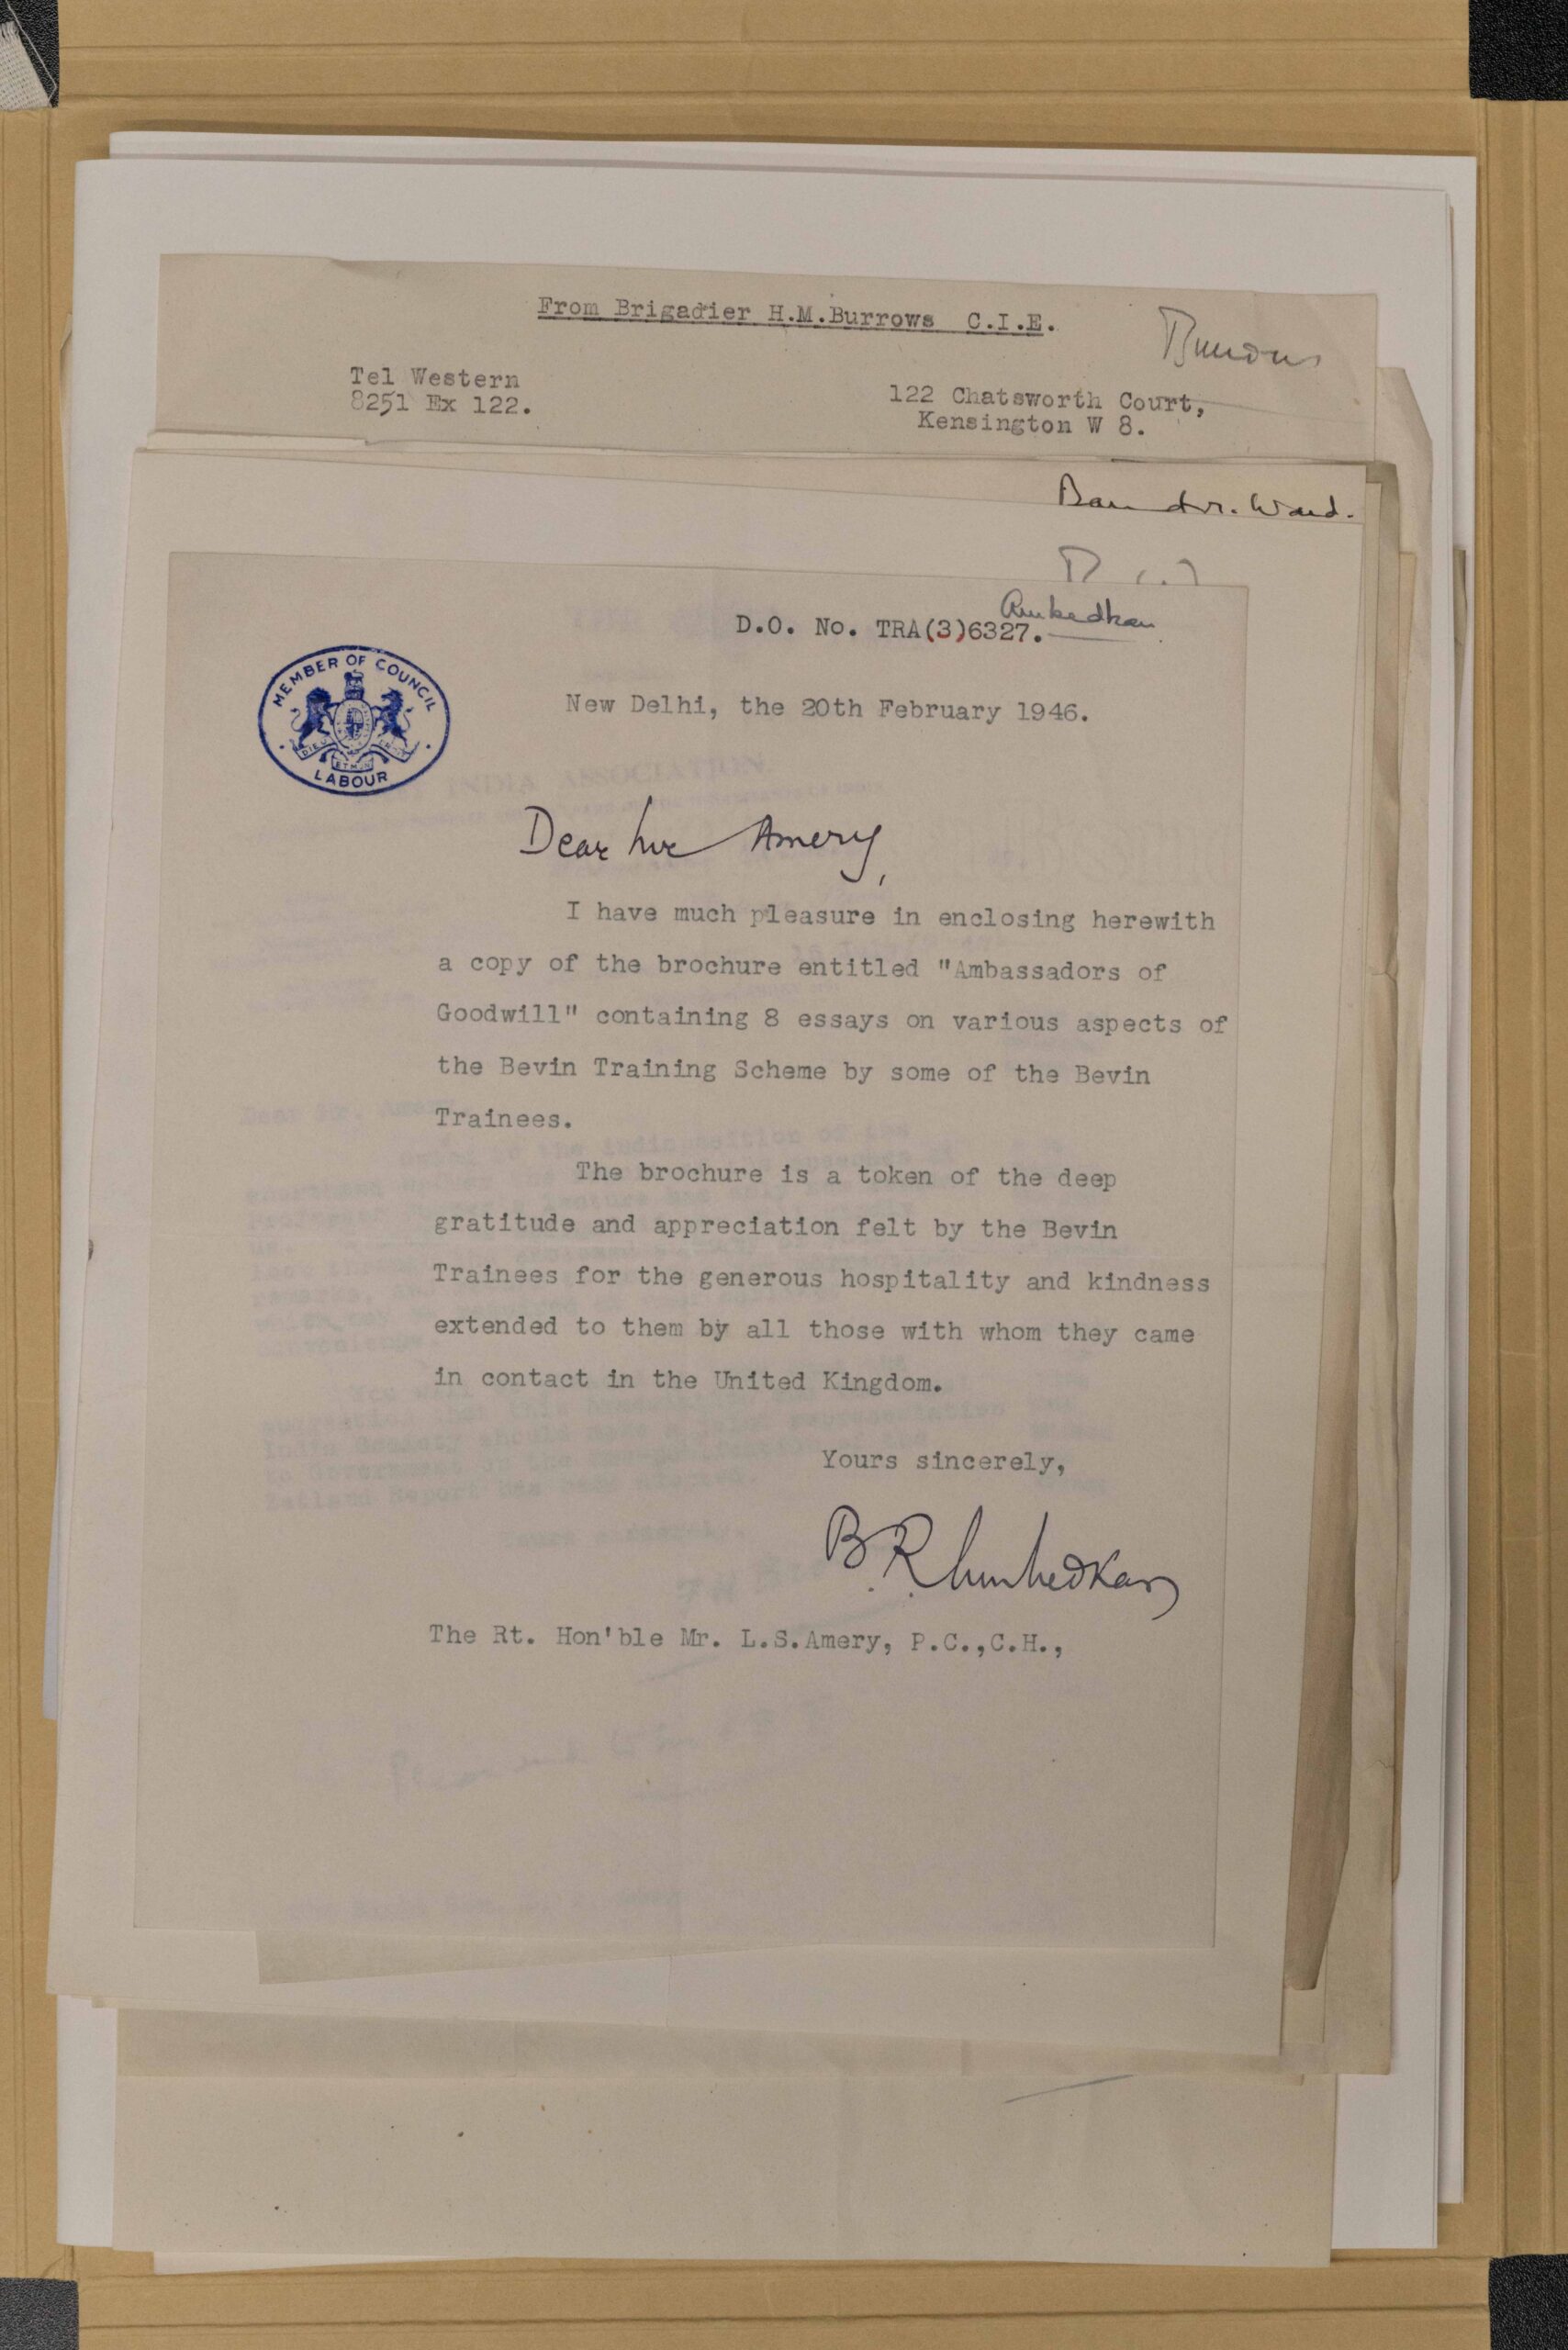 From Brigadier H.M.Burrows C.I.E.
Burrows
Tel Western
8251 Ex 122.
122 Chatsworth Court,
Kensington W 8.
Ward.
Ambedkar
D.O. No. TRA(3)6327.
MEMBER OF COUNCIL
LABOUR
New Delhi, the 20th February 1946.
INDIA ASSOCIATION
Dear Mr Amery,
I have much pleasure in enclosing herewith
a copy of the brochure entitled "Ambassadors of
Goodwill" containing 8 essays on various aspects of
the Bevin Training Scheme by some of the Bevin
Trainees.
The brochure is a token of the deep
gratitude and appreciation felt by the Bevin
Trainees for the generous hospitality and kindness
extended to them by all those with whom they came
in contact in the United Kingdom.
Yours sincerely,
B. R. Ambedkar
The Rt. Hon'ble Mr. L.S.Amery, P.C.,C.H.,